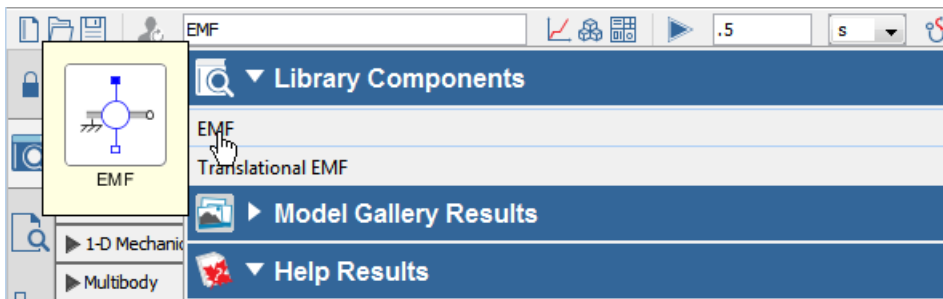 EMF .5 s
Library Components
EMF
Translational EMF
EMF
Model Gallery Results
1-D Mechanic
Help Results
Multibody